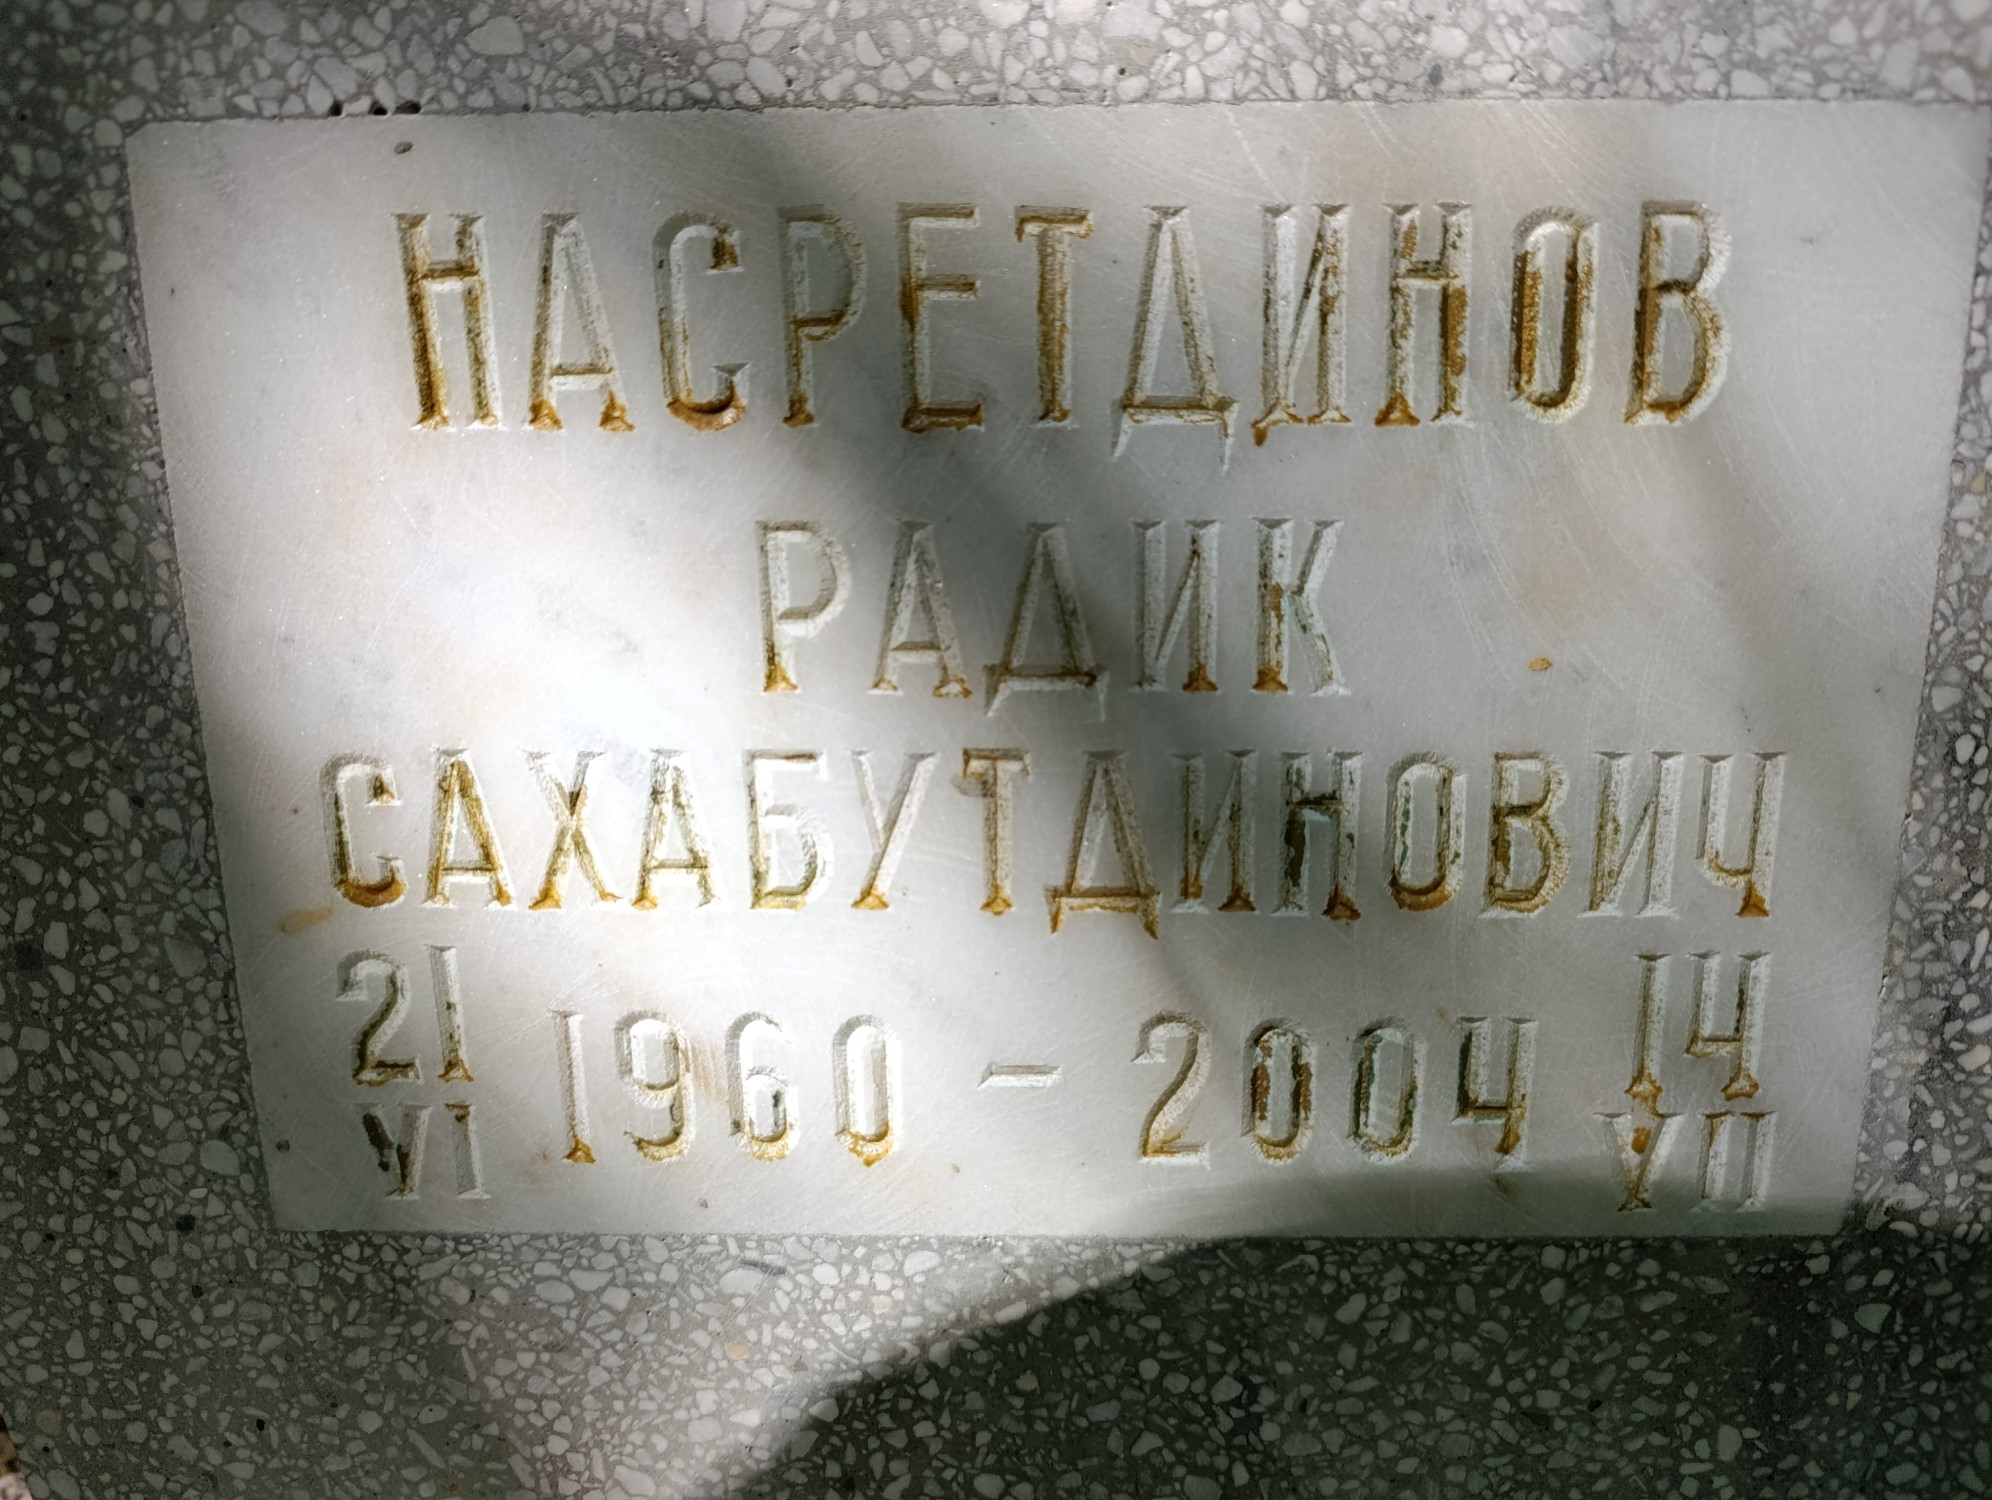 НАСРЕТДИНОВ
РАДИК
САХАБУТДИНОВИЧ
21 VI 1960 – 2004 14 VII